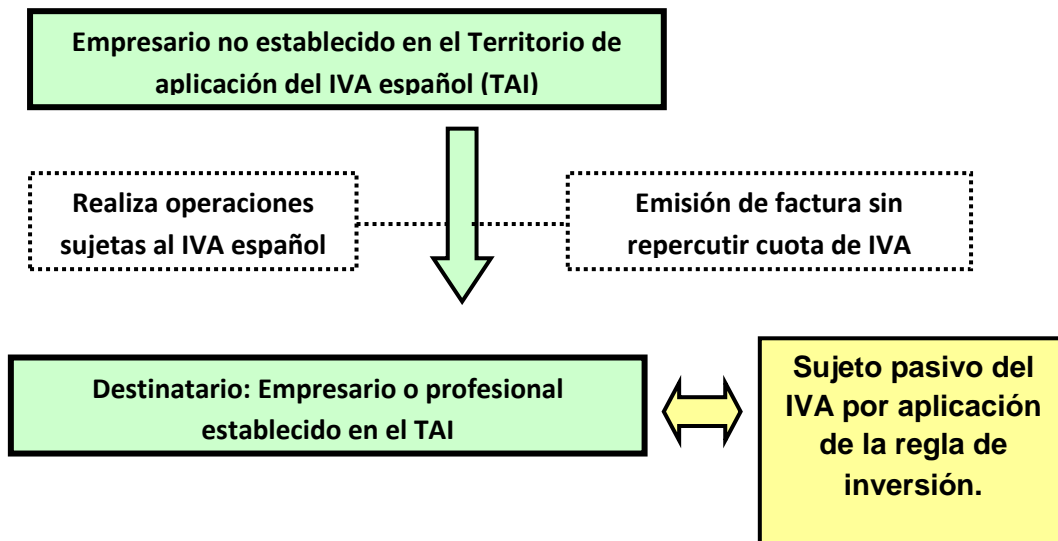 Empresario no establecido en el Territorio de
aplicación del IVA español (TAI)
Realiza operaciones
sujetas al IVA español
Emisión de factura sin
repercutir cuota de IVA
Destinatario: Empresario o profesional
establecido en el TAI
Sujeto pasivo del
IVA por aplicación
de la regla de
inversión.